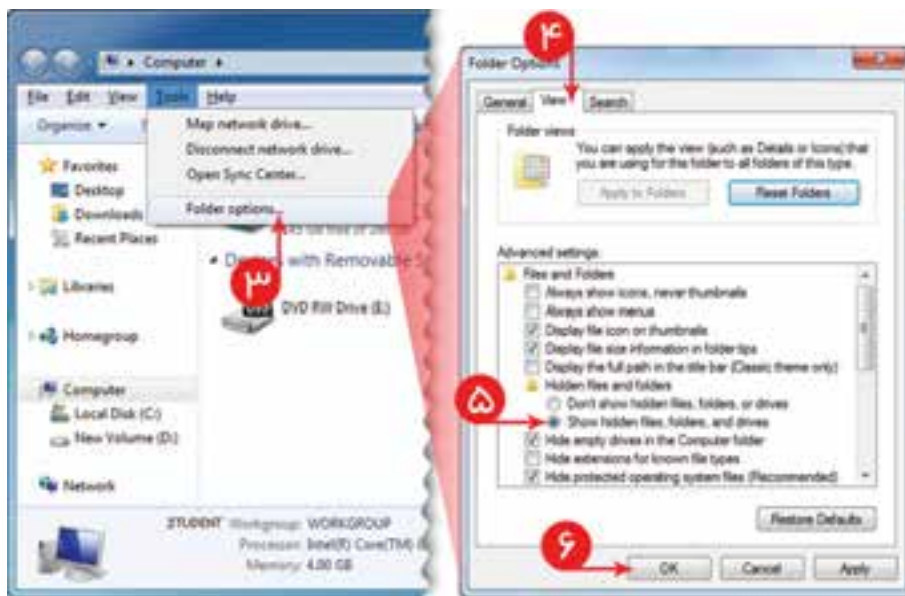 Computer
File Edit View Tools Help
Organize
Map network drive...
Disconnect network drive...
Open Sync Center...
Folder options...
۳
Favorites
Desktop
Downloads
Recent Places
Libraries
Homegroup
Computer
Local Disk (C:)
New Volume (D:)
Network
with Removable S
DVD RW Drive (E:)
STUDENT Workgroup: WORKGROUP
Processor: Intel(R) Core(TM)
Memory: 4.00 GB
۴
Folder Options
General View Search
Folder views
You can apply the view (such as Details or Icons) that
you are using for this folder to all folders of this type.
Apply to Folders Reset Folders
Advanced settings:
Files and Folders
Always show icons, never thumbnails
Always show menus
Display file icon on thumbnails
Display file size information in folder tips
Display the full path in the title bar (Classic theme only)
Hidden files and folders
Don't show hidden files, folders, or drives
۵
Show hidden files, folders, and drives
Hide empty drives in the Computer folder
Hide extensions for known file types
Hide protected operating system files (Recommended)
Restore Defaults
۶
OK Cancel Apply